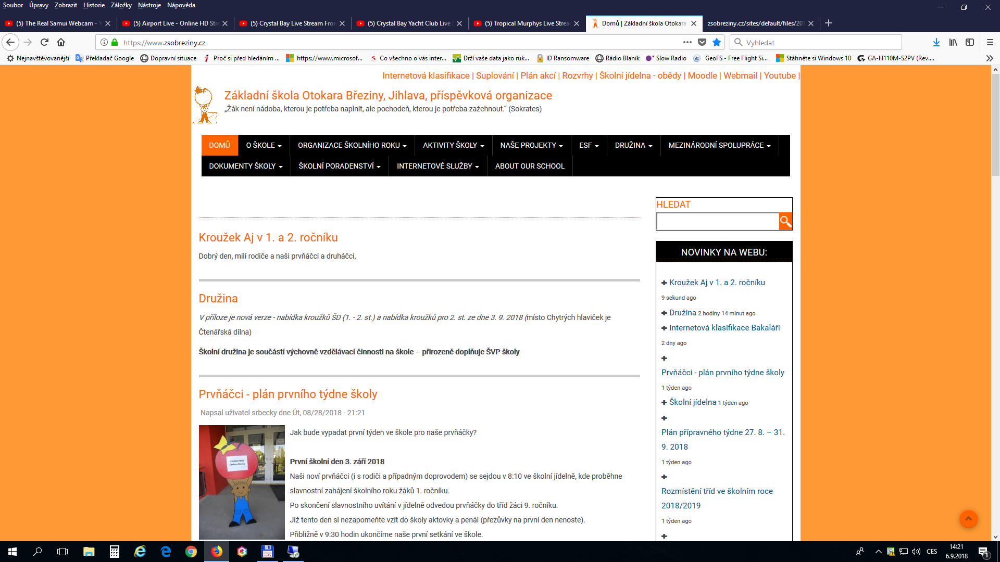 Soubor Úpravy Zobrazit Historie Záložky Nástroje Nápověda
(5) The Real Samui Webcam - (5) Airport Live - Online HD Str (5) Crystal Bay Live Stream From (5) Crystal Bay Yacht Club Live (5) Tropical Murphys Live Strea Domů | Základní škola Otokara zsobreziny.cz/sites/default/files/201
https://www.zsobreziny.cz Vyhledat
Nejnavštěvovanější Překladač Google Dopravní situace Proč si před hledáním ... https://www.microsof... Co všechno o vás inter... Drží vaše data jako ruk... ID Ransomware Rádio Blaník Slow Radio GeoFS - Free Flight Si... Stáhněte si Windows 10 GA-H110M-S2PV (Rev....
Internetová klasifikace | Suplování | Plán akcí | Rozvrhy | Školní jídelna - obědy | Moodle | Webmail | Youtube |
Základní škola Otokara Březiny, Jihlava, příspěvková organizace
„Žák není nádoba, kterou je potřeba naplnit, ale pochodeň, kterou je potřeba zažehnout.“ (Sokrates)
DOMŮ O ŠKOLE ORGANIZACE ŠKOLNÍHO ROKU AKTIVITY ŠKOLY NAŠE PROJEKTY ESF DRUŽINA MEZINÁRODNÍ SPOLUPRÁCE
DOKUMENTY ŠKOLY ŠKOLNÍ PORADENSTVÍ INTERNETOVÉ SLUŽBY ABOUT OUR SCHOOL
Kroužek Aj v 1. a 2. ročníku
Dobrý den, milí rodiče a naši prvňáčci a druháčci,
Družina
V příloze je nová verze - nabídka kroužků ŠD (1. - 2. st.) a nabídka kroužků pro 2. st. ze dne 3. 9. 2018 (místo Chytrých hlaviček je
Čtenářská dílna)
Školní družina je součástí výchovně vzdělávací činnosti na škole – přirozeně doplňuje ŠVP školy
Prvňáčci - plán prvního týdne školy
Napsal uživatel srbecky dne Út, 08/28/2018 - 21:21
Základní škola
Otokara Březiny
Jak bude vypadat první týden ve škole pro naše prvňáčky?
První školní den 3. září 2018
Naši noví prvňáčci (i s rodiči a případným doprovodem) se sejdou v 8:10 ve školní jídelně, kde proběhne
slavnostní zahájení školního roku žáků 1. ročníku.
Po skončení slavnostního uvítání v jídelně odvedou prvňáčky do tříd žáci 9. ročníku.
Již tento den si nezapomeňte vzít do školy aktovky a penál (přezůvky na první den nenoste).
Přibližně v 9:30 hodin ukončíme naše první setkání ve škole.
HLEDAT
NOVINKY NA WEBU:
Kroužek Aj v 1. a 2. ročníku
9 sekund ago
Družina 2 hodiny 14 minut ago
Internetová klasifikace Bakaláři
2 dny ago
Prvňáčci - plán prvního týdne školy
1 týden ago
Školní jídelna 1 týden ago
Plán přípravného týdne 27. 8. – 31.
9. 2018
1 týden ago
Rozmístění tříd ve školním roce
2018/2019
1 týden ago
CES
14:21
6.9.2018
1